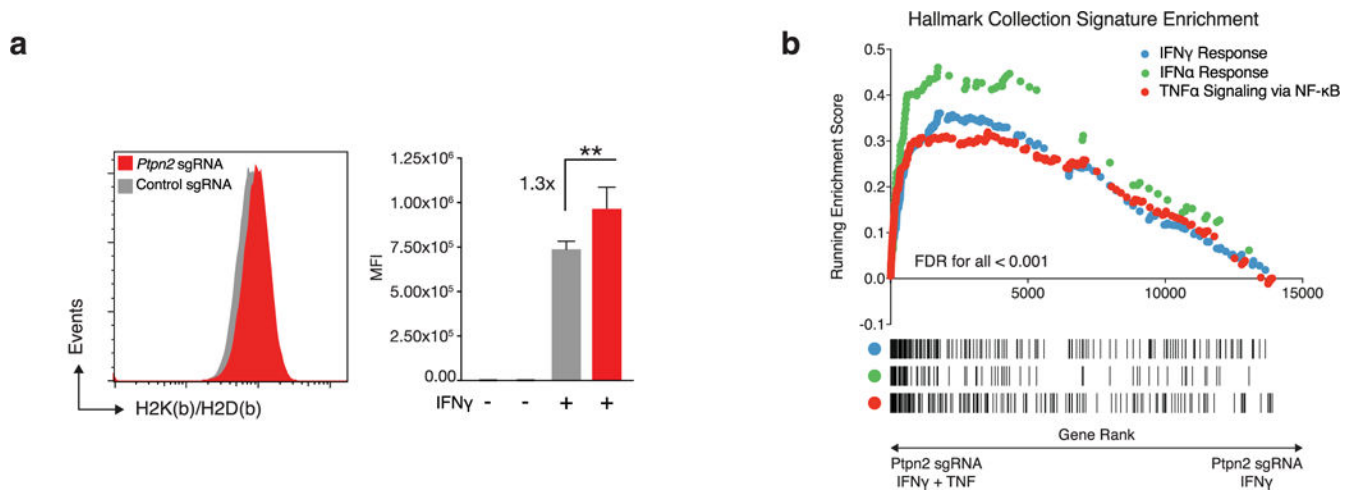 a
Ptpn2 sgRNA
Control sgRNA
Events
H2K(b)/H2D(b)
MFI
1.25x10⁶
1.00x10⁶
7.50x10⁵
5.00x10⁵
2.50x10⁵
0.00
1.3x
**
IFNγ - - + +
b
Hallmark Collection Signature Enrichment
IFNγ Response
IFNα Response
TNFα Signaling via NF-κB
Running Enrichment Score
0.5
0.4
0.3
0.2
0.1
0.0
-0.1
FDR for all < 0.001
5000 10000 15000
Gene Rank
Ptpn2 sgRNA
IFNγ + TNF
Ptpn2 sgRNA
IFNγ